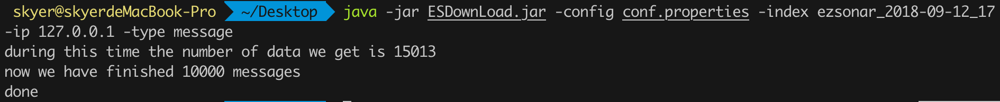 skyer@skyerdeMacBook-Pro ~/Desktop java -jar ESDownLoad.jar -config conf.properties -index ezsonar_2018-09-12_17
-ip 127.0.0.1 -type message
during this time the number of data we get is 15013
now we have finished 10000 messages
done